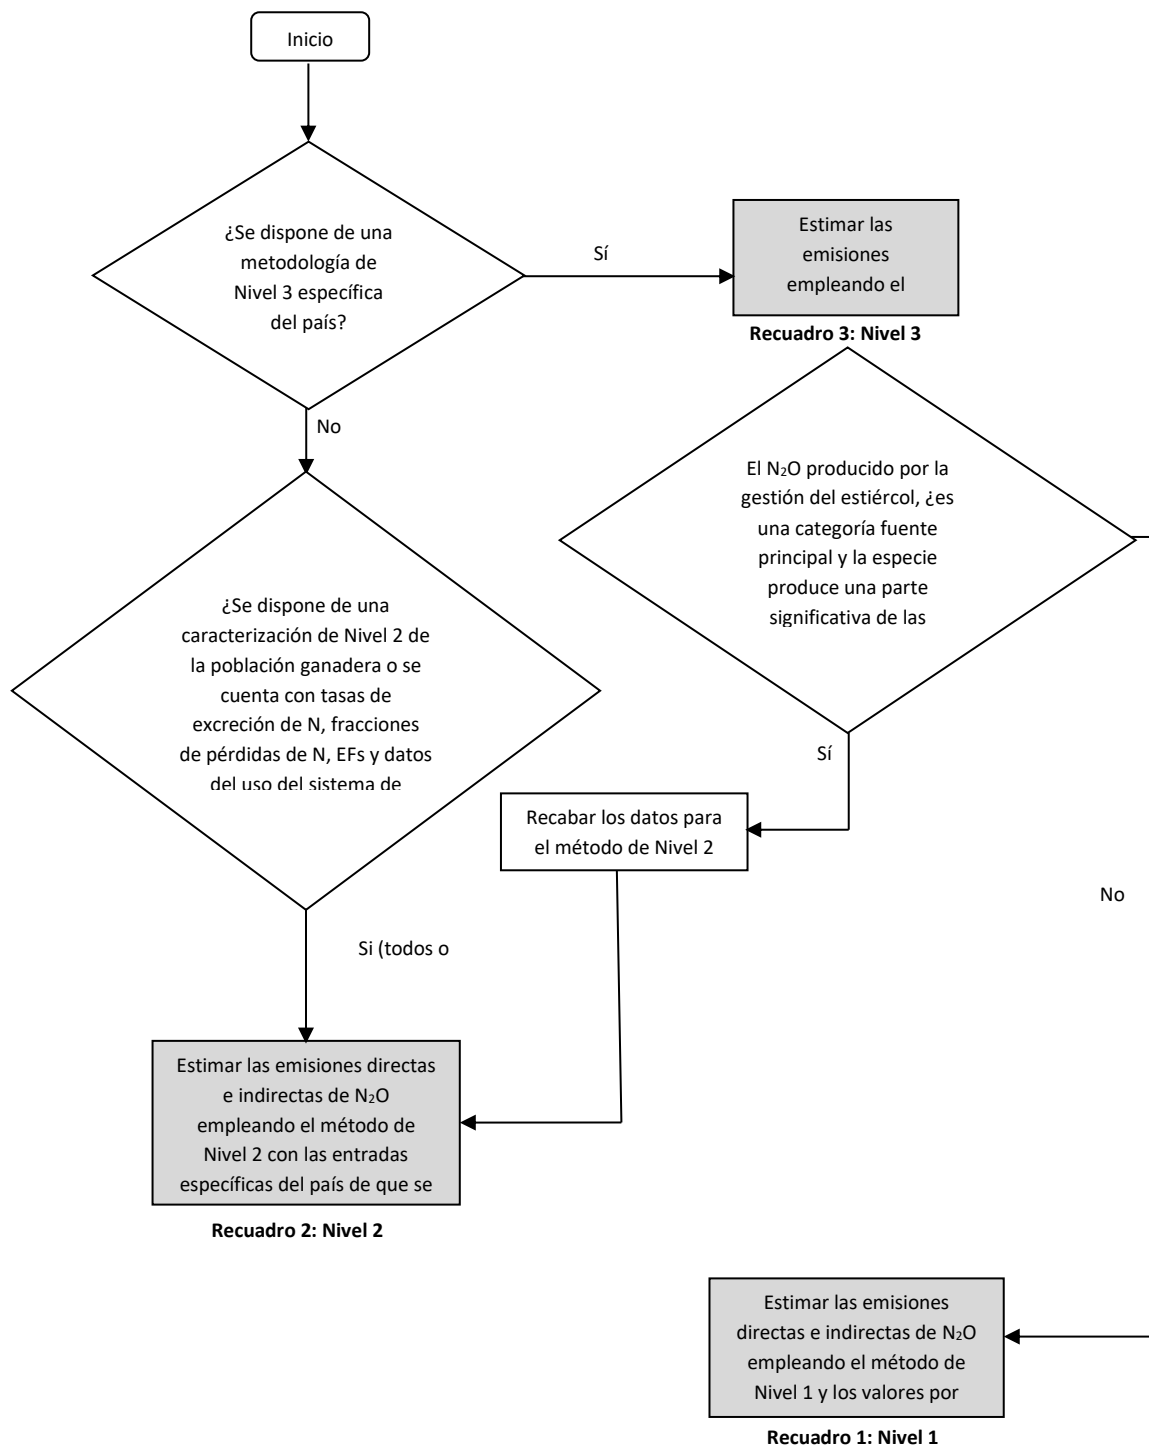 Inicio
¿Se dispone de una
metodología de
Nivel 3 específica
del país?
Sí
Estimar las
emisiones
empleando el
Recuadro 3: Nivel 3
No
El N₂O producido por la
gestión del estiércol, ¿es
una categoría fuente
principal y la especie
produce una parte
significativa de las
¿Se dispone de una
caracterización de Nivel 2 de
la población ganadera o se
cuenta con tasas de
excreción de N, fracciones
de pérdidas de N, EFs y datos
del uso del sistema de
Sí
Recabar los datos para
el método de Nivel 2
No
Si (todos o
Estimar las emisiones directas
e indirectas de N₂O
empleando el método de
Nivel 2 con las entradas
específicas del país de que se
Recuadro 2: Nivel 2
Estimar las emisiones
directas e indirectas de N₂O
empleando el método de
Nivel 1 y los valores por
Recuadro 1: Nivel 1